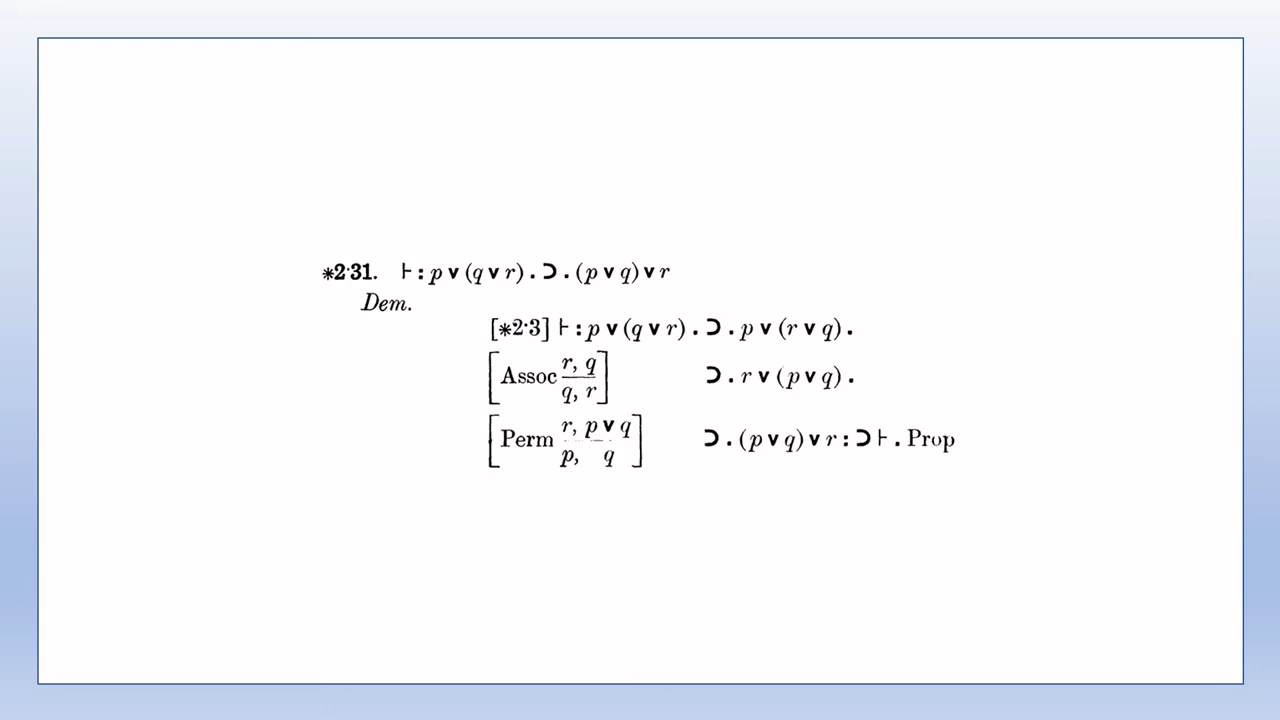 ∗2·31. ⊢ : p ∨ (q ∨ r) . ⊃ . (p ∨ q) ∨ r
Dem.
[∗2·3] ⊢ : p ∨ (q ∨ r) . ⊃ . p ∨ (r ∨ q) .
[Assoc r, q / q, r] ⊃ . r ∨ (p ∨ q) .
[Perm r, p ∨ q / p, q] ⊃ . (p ∨ q) ∨ r : ⊃ ⊢ . Prop